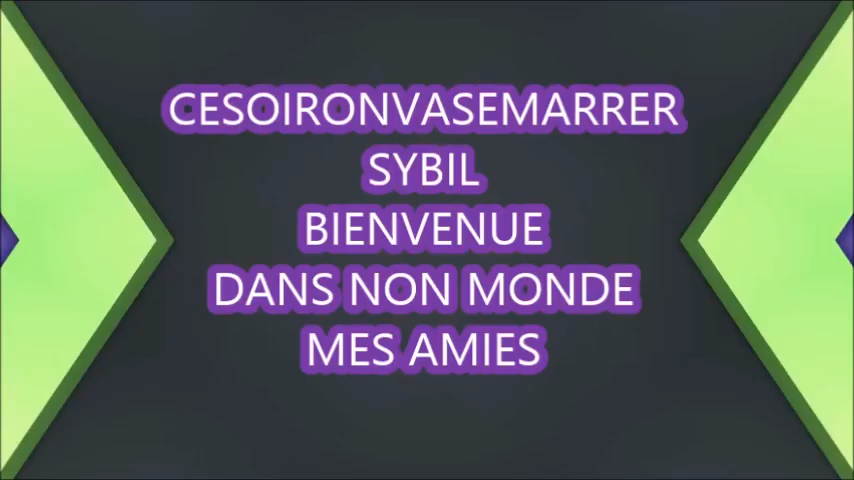 CESOIRONVASEMARRER
SYBIL
BIENVENUE
DANS NON MONDE
MES AMIES